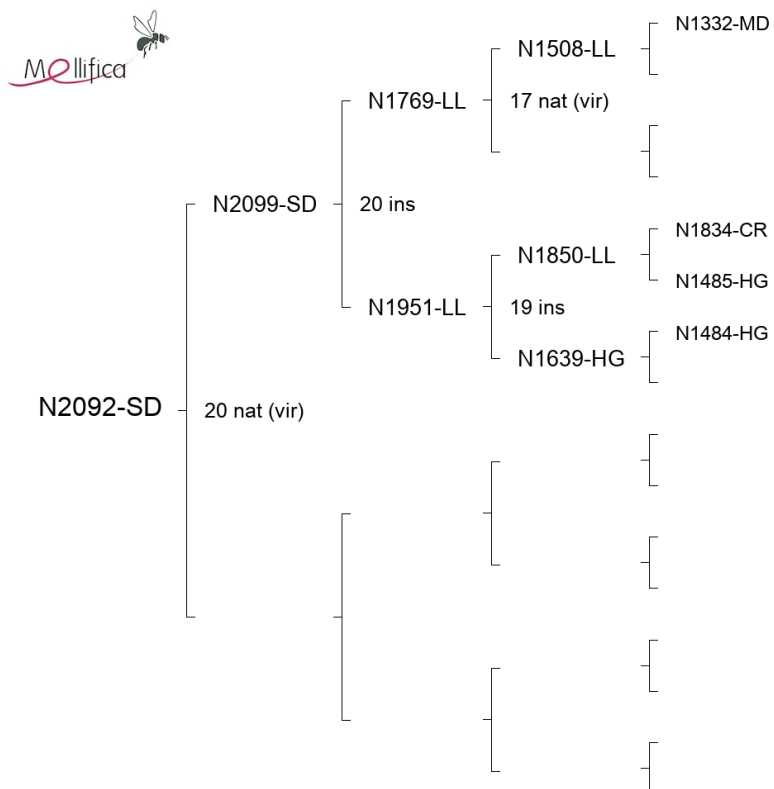 Mellifica
N1332-MD
N1508-LL
N1769-LL
17 nat (vir)
N2099-SD
20 ins
N1834-CR
N1850-LL
N1485-HG
N1951-LL
19 ins
N1484-HG
N1639-HG
N2092-SD
20 nat (vir)